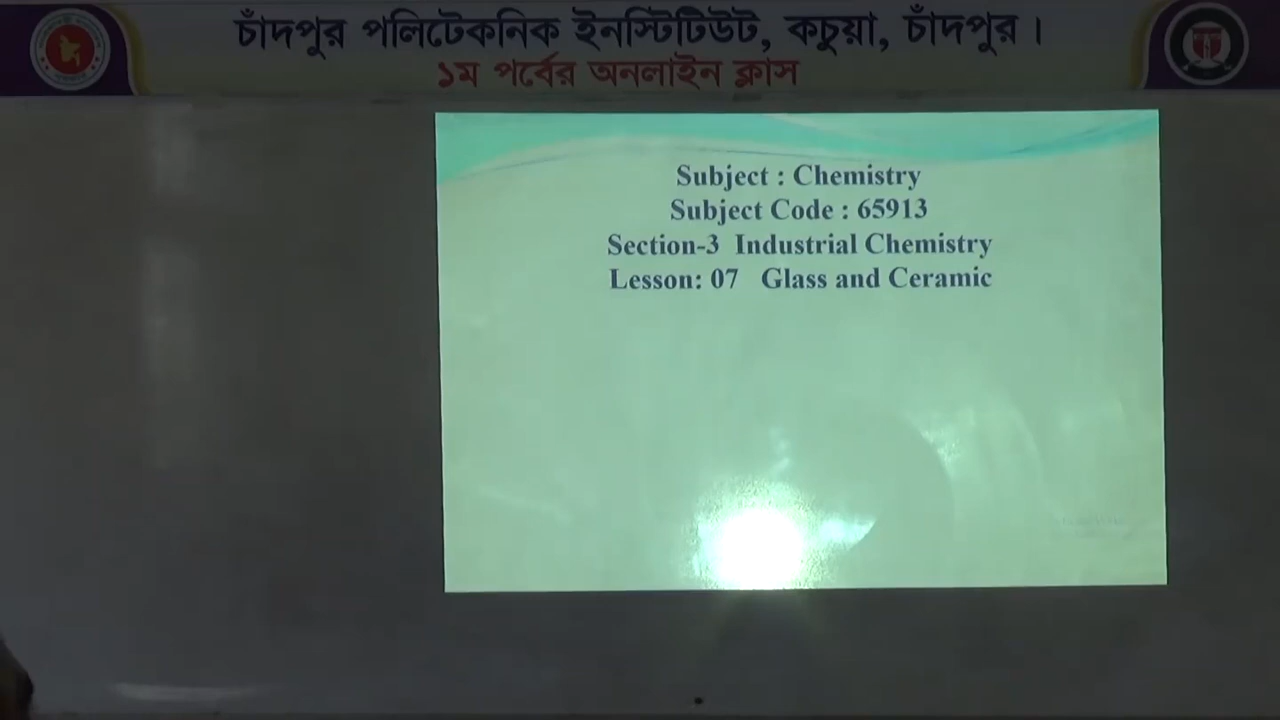 চাঁদপুর পলিটেকনিক ইনস্টিটিউট, কচুয়া, চাঁদপুর।
১ম পর্বের অনলাইন ক্লাস
Subject : Chemistry
Subject Code : 65913
Section-3 Industrial Chemistry
Lesson: 07 Glass and Ceramic